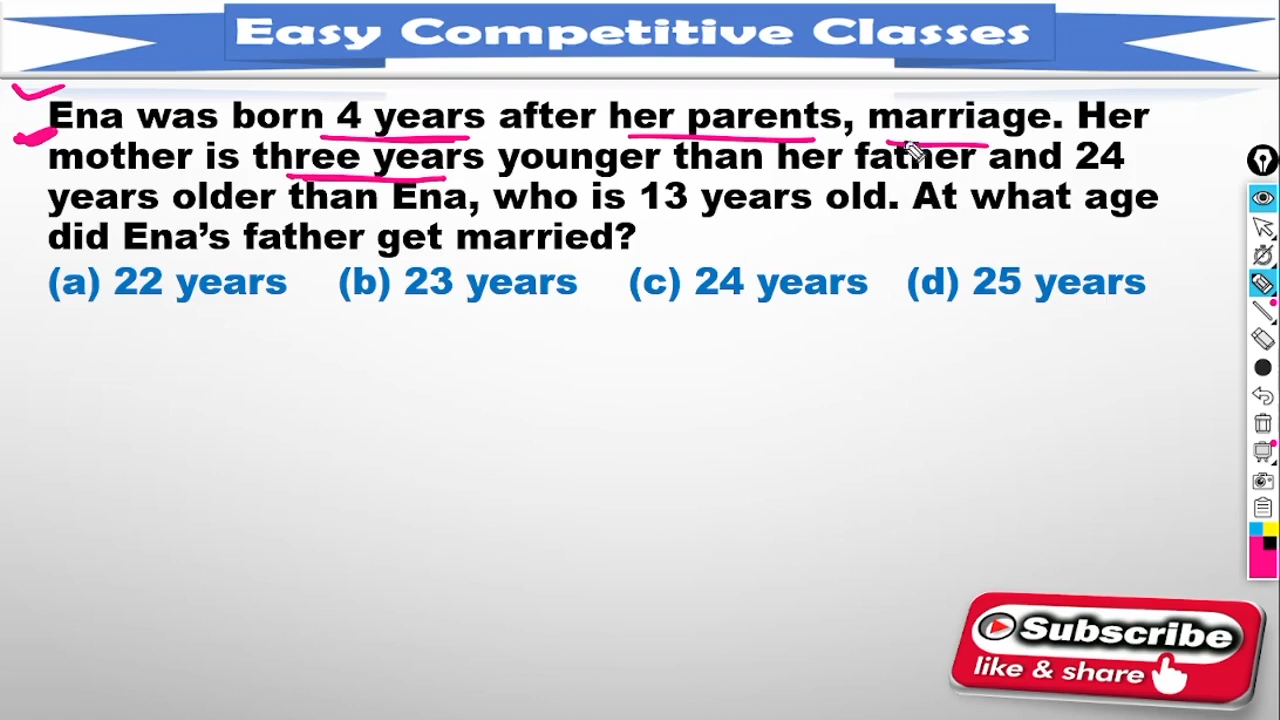 Easy Competitive Classes
Ena was born 4 years after her parents, marriage. Her
mother is three years younger than her father and 24
years older than Ena, who is 13 years old. At what age
did Ena’s father get married?
(a) 22 years (b) 23 years (c) 24 years (d) 25 years
Subscribe
like & share